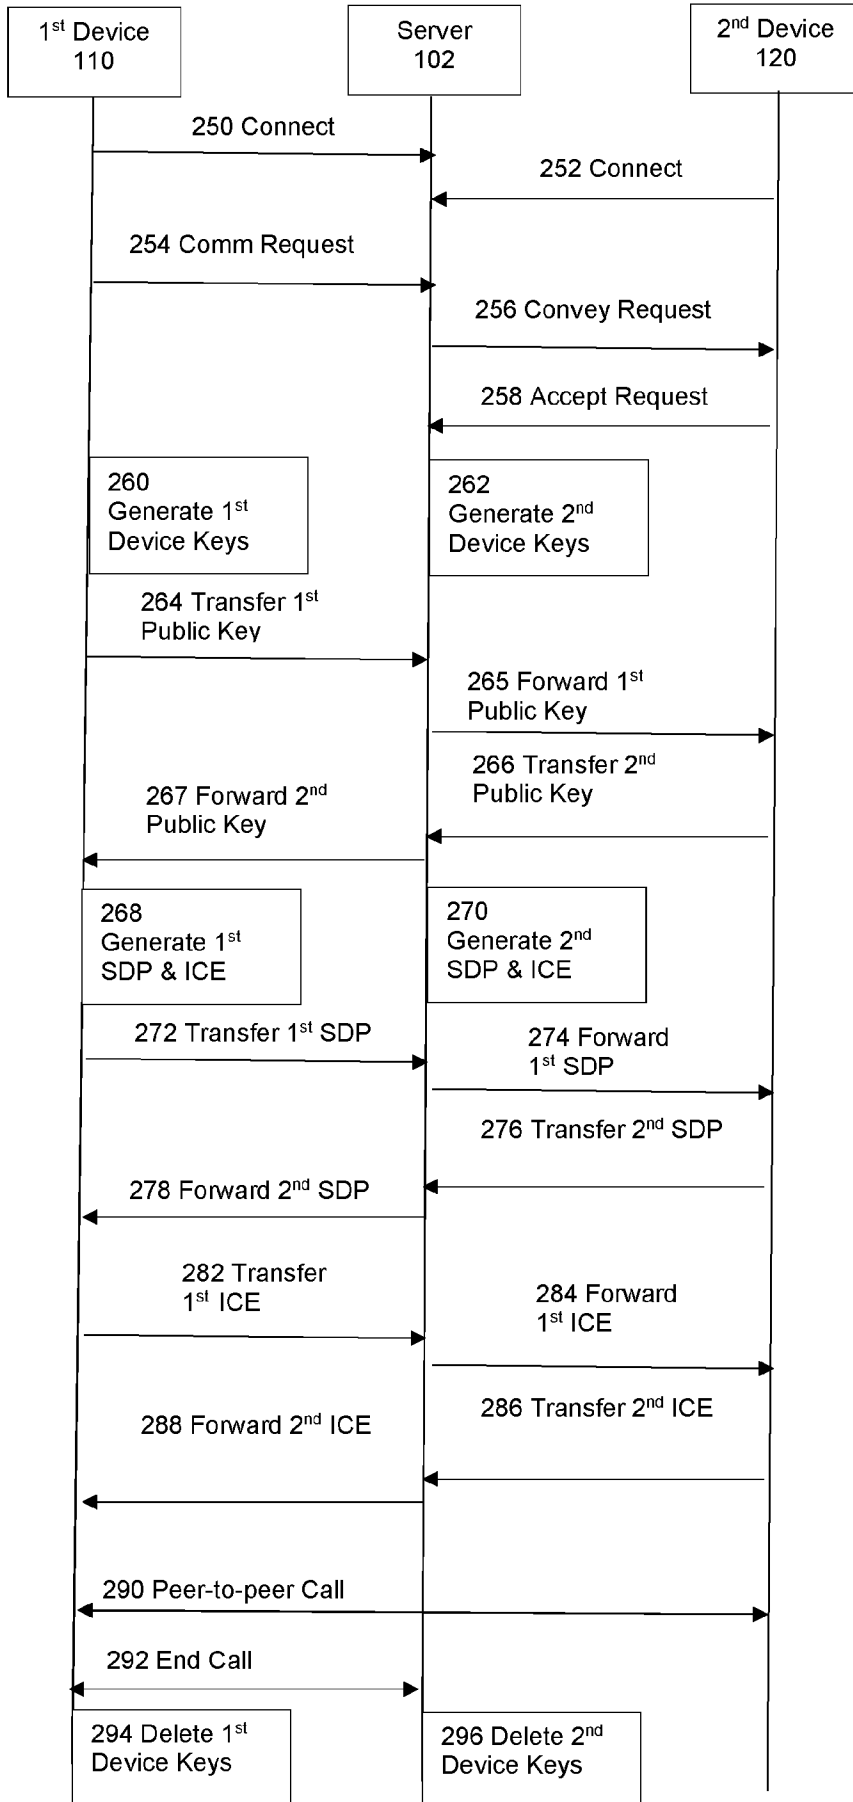 1st Device
110
Server
102
2nd Device
120
250 Connect
252 Connect
254 Comm Request
256 Convey Request
258 Accept Request
260
Generate 1st
Device Keys
262
Generate 2nd
Device Keys
264 Transfer 1st
Public Key
265 Forward 1st
Public Key
266 Transfer 2nd
Public Key
267 Forward 2nd
Public Key
268
Generate 1st
SDP & ICE
270
Generate 2nd
SDP & ICE
272 Transfer 1st SDP
274 Forward
1st SDP
276 Transfer 2nd SDP
278 Forward 2nd SDP
282 Transfer
1st ICE
284 Forward
1st ICE
286 Transfer 2nd ICE
288 Forward 2nd ICE
290 Peer-to-peer Call
292 End Call
294 Delete 1st
Device Keys
296 Delete 2nd
Device Keys